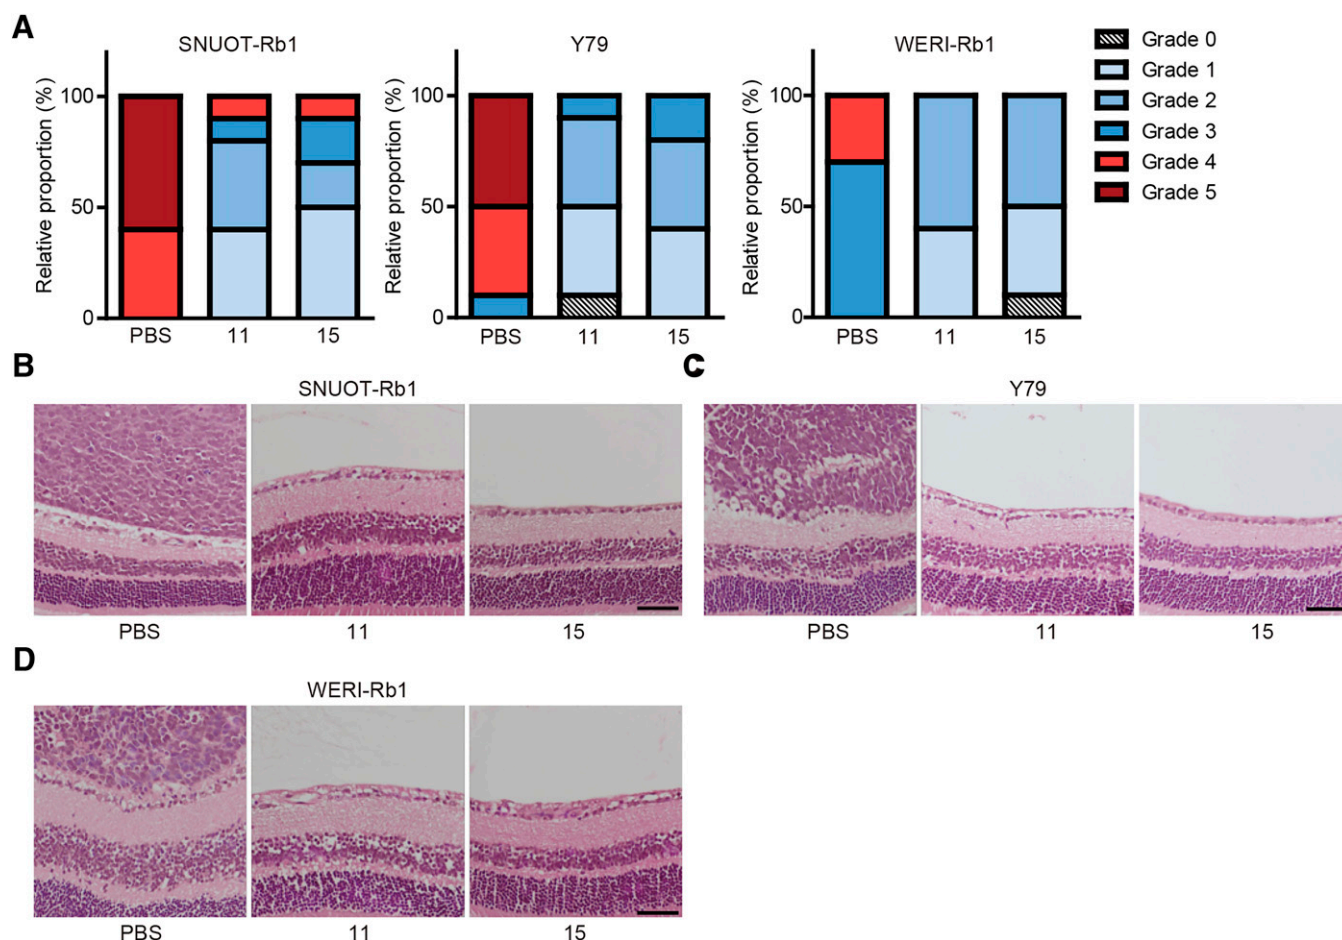 A
SNUOT-Rb1
Y79
WERI-Rb1
Relative proportion (%)
100
50
0
PBS 11 15
Relative proportion (%)
100
50
0
PBS 11 15
Relative proportion (%)
100
50
0
PBS 11 15
Grade 0
Grade 1
Grade 2
Grade 3
Grade 4
Grade 5
B
SNUOT-Rb1
PBS 11 15
C
Y79
PBS 11 15
D
WERI-Rb1
PBS 11 15